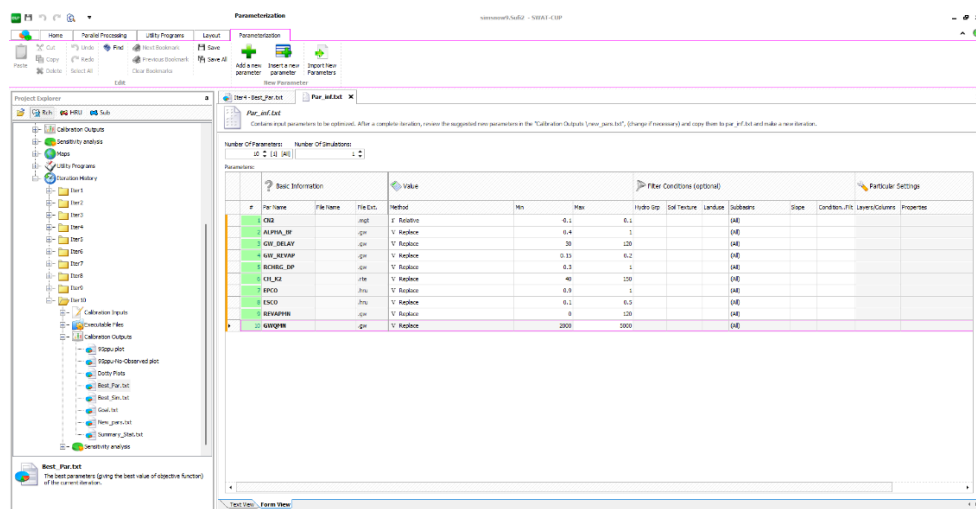 Parameterization
simowork.Sufi2 - SWAT-CUP
Home Parallel Processing Utility Programs Layout Parameterization
Paste
Cut
Copy
Delete
Undo
Redo
Select All
Find
Next Bookmark
Previous Bookmark
Clear Bookmarks
Save
Save All
Add a new parameter
Insert a new parameter
Import New Parameters
Edit
New Parameter
Project Explorer
Rch HRU Sub
Calibration Outputs
Sensitivity analysis
Maps
Utility Programs
Iteration History
Iter1
Iter2
Iter3
Iter4
Iter5
Iter6
Iter7
Iter8
Iter9
Iter10
Calibration Inputs
Executable Files
Calibration Outputs
95ppu plot
95ppu-No-Observed plot
Dotty Plots
Best_Par.txt
Best_Sim.txt
Goal.txt
New_pars.txt
Summary_Stat.txt
Sensitivity analysis
Best_Par.txt
The best parameters (giving the best value of objective function) of the current iteration.
Iter4 - Best_Par.txt Par_inf.txt
Par_inf.txt
Contains input parameters to be optimized. After a complete iteration, review the suggested new parameters in the "Calibration Outputs \new_pars.txt", (change if necessary) and copy them to par_inf.txt and make a new iteration.
Number Of Parameters: Number Of Simulations:
10 [1] [All] 1
Parameters:
Basic Information Value Filter Conditions (optional) Particular Settings
# Par Name File Name File Ext. Method Min Max Hydro Grp Soil Texture Landuse Subbasins Slope Condition../Filt Layers/Columns Properties
1 CN2 .mgt r Relative -0.1 0.1 (All)
2 ALPHA_BF .gw V Replace 0.4 1 (All)
3 GW_DELAY .gw V Replace 30 120 (All)
4 GW_REVAP .gw V Replace 0.15 0.2 (All)
5 RCHRG_DP .gw V Replace 0.3 1 (All)
6 CH_K2 .rte V Replace 40 150 (All)
7 EPCO .hru V Replace 0.9 1 (All)
8 ESCO .hru V Replace 0.1 0.5 (All)
9 REVAPMN .gw V Replace 0 120 (All)
10 GWQMN .gw V Replace 2000 5000 (All)
Text View Form View